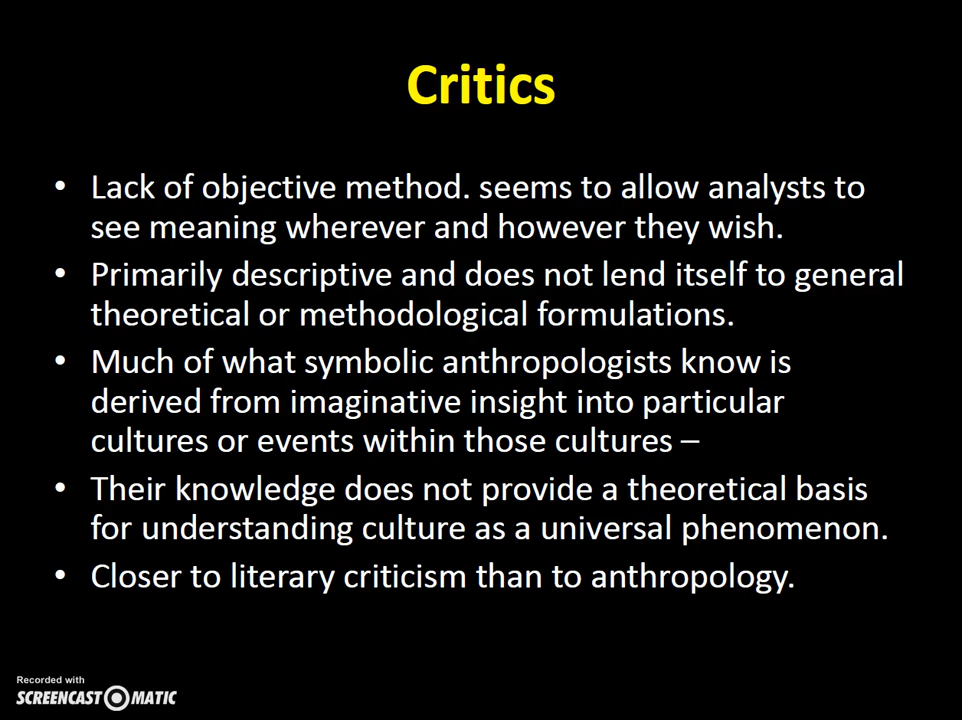 Critics
• Lack of objective method. seems to allow analysts to
see meaning wherever and however they wish.
• Primarily descriptive and does not lend itself to general
theoretical or methodological formulations.
• Much of what symbolic anthropologists know is
derived from imaginative insight into particular
cultures or events within those cultures –
• Their knowledge does not provide a theoretical basis
for understanding culture as a universal phenomenon.
• Closer to literary criticism than to anthropology.
Recorded with
SCREENCAST-O-MATIC